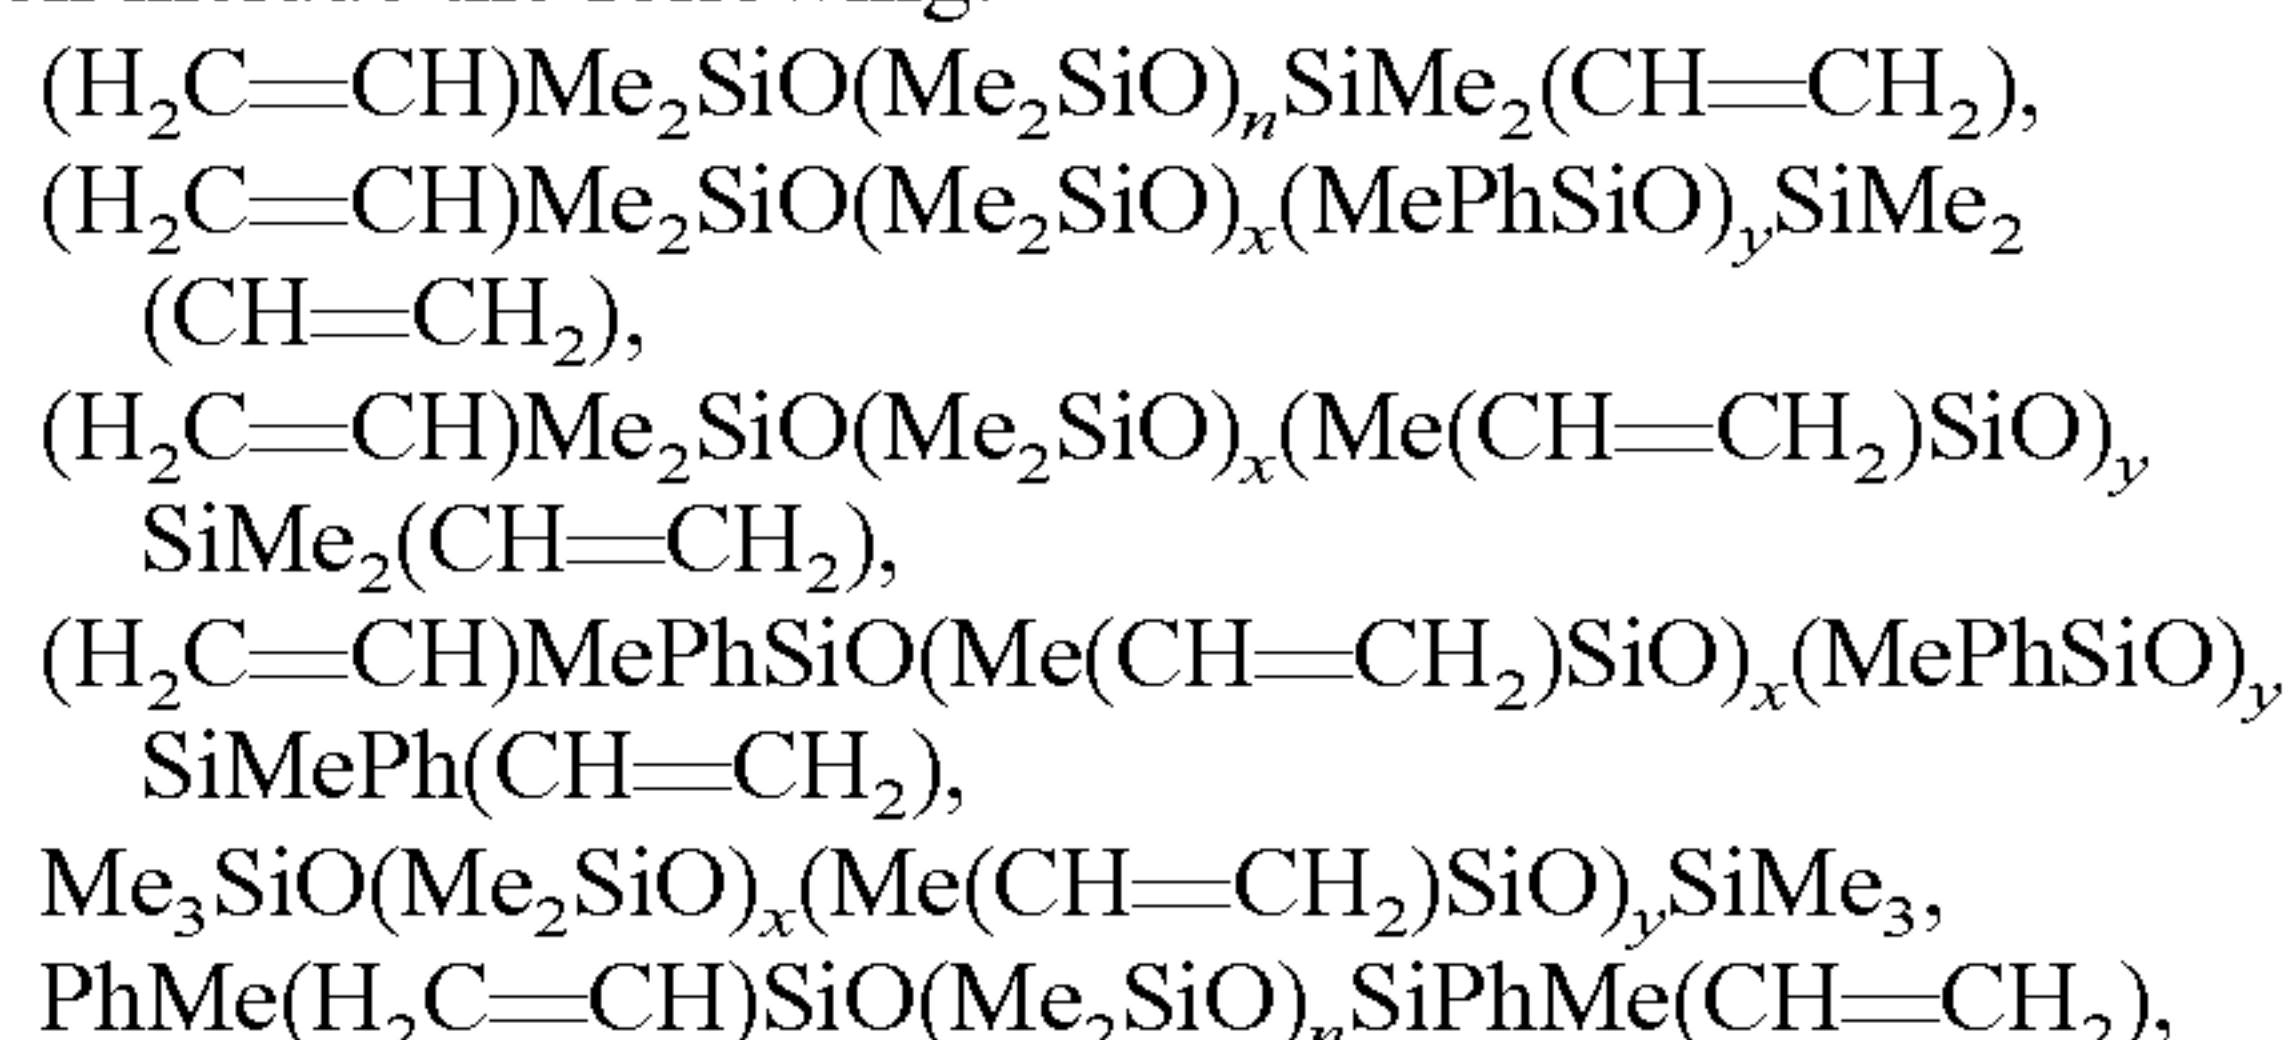 (H₂C═CH)Me₂SiO(Me₂SiO)ₙSiMe₂(CH═CH₂),
(H₂C═CH)Me₂SiO(Me₂SiO)ₓ(MePhSiO)ᵧSiMe₂
(CH═CH₂),
(H₂C═CH)Me₂SiO(Me₂SiO)ₓ(Me(CH═CH₂)SiO)ᵧ
SiMe₂(CH═CH₂),
(H₂C═CH)MePhSiO(Me(CH═CH₂)SiO)ₓ(MePhSiO)ᵧ
SiMePh(CH═CH₂),
Me₃SiO(Me₂SiO)ₓ(Me(CH═CH₂)SiO)ᵧSiMe₃,
PhMe(H₂C═CH)SiO(Me₂SiO)ₙSiPhMe(CH═CH₂),